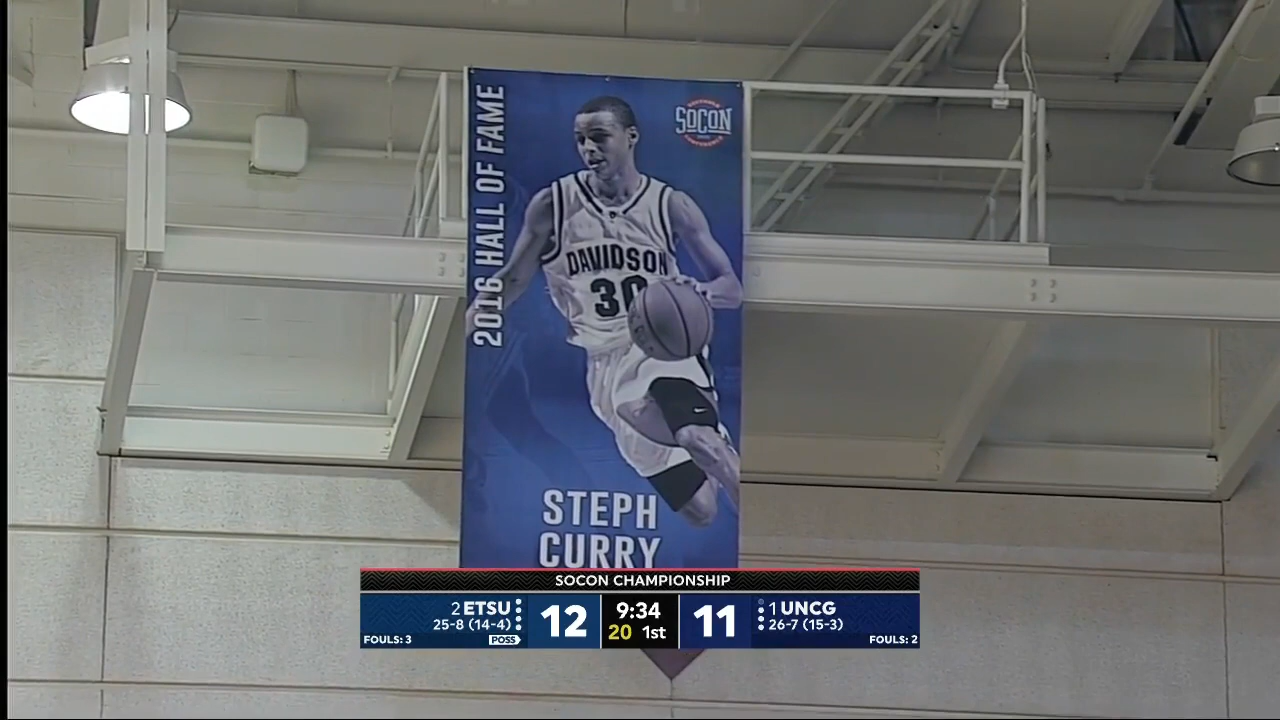 2016 HALL OF FAME
SOCON
DAVIDSON
30
STEPH
CURRY
SOCON CHAMPIONSHIP
2 ETSU
25-8 (14-4)
FOULS: 3
POSS
12
9:34
20 1st
11
1 UNCG
26-7 (15-3)
FOULS: 2